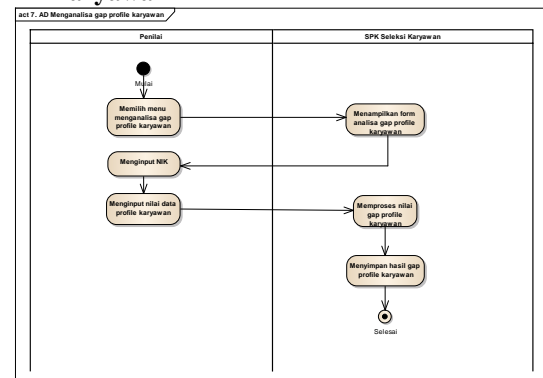 act 7. AD Menganalisa gap profile karyawan
Penilai
SPK Seleksi Karyawan
Mulai
Memilih menu
menganalisa gap
profile karyawan
Menampilkan form
analisa gap profile
karyawan
Menginput NIK
Menginput nilai data
profile karyawan
Memproses nilai
gap profile
karyawan
Menyimpan hasil gap
profile karyawan
Selesai